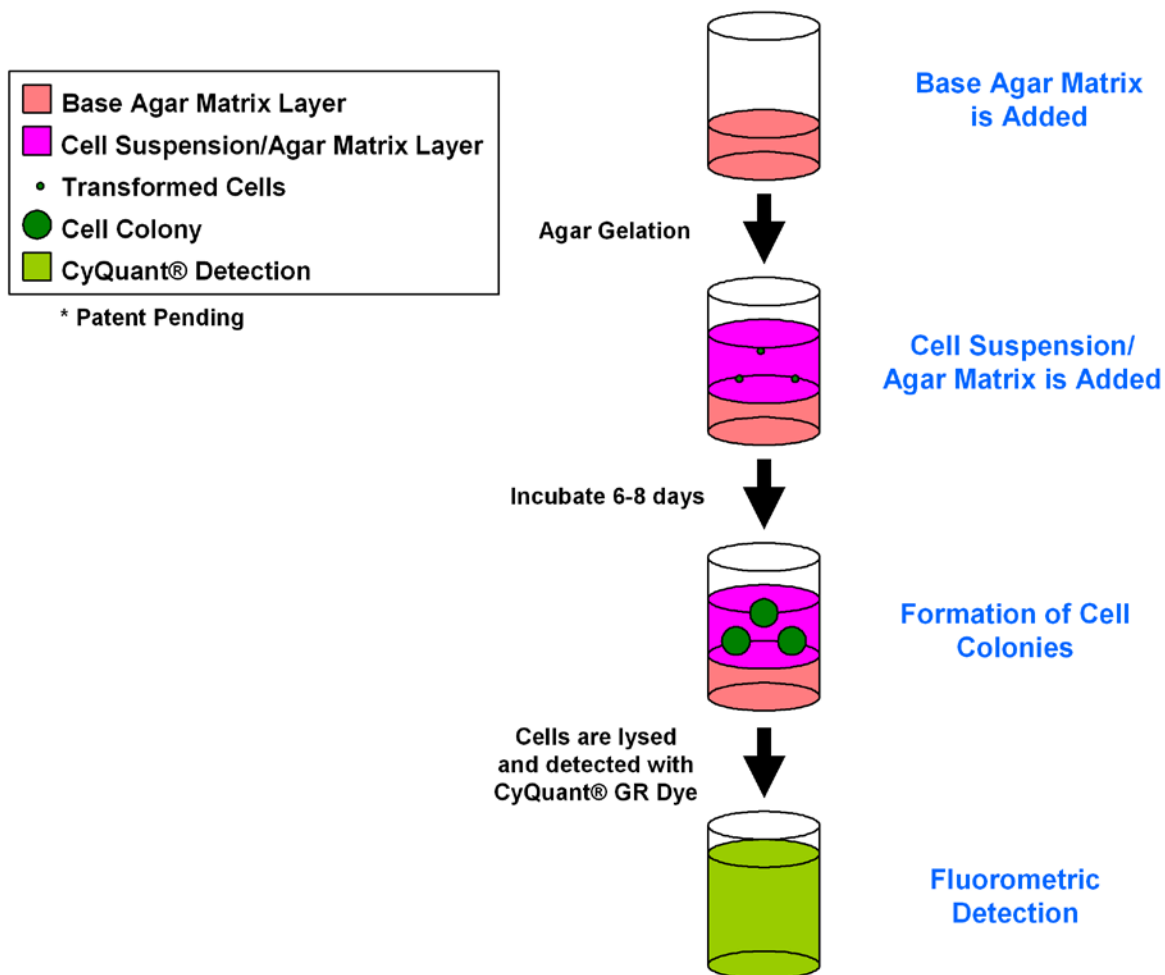 Base Agar Matrix Layer
Cell Suspension/Agar Matrix Layer
Transformed Cells
Cell Colony
CyQuant® Detection
* Patent Pending
Base Agar Matrix
is Added
Agar Gelation
Cell Suspension/
Agar Matrix is Added
Incubate 6-8 days
Formation of Cell
Colonies
Cells are lysed
and detected with
CyQuant® GR Dye
Fluorometric
Detection